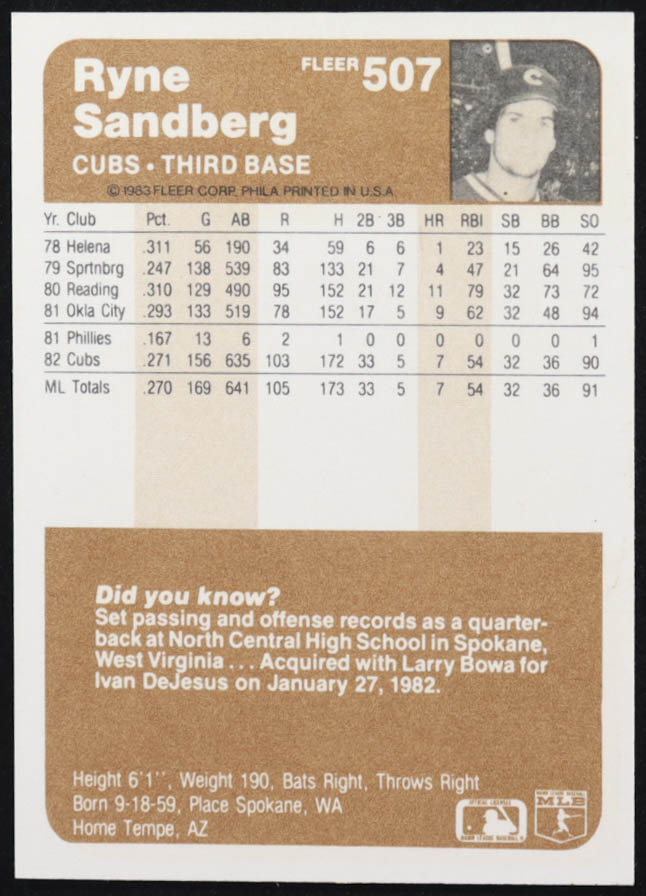 Ryne
Sandberg
FLEER 507
CUBS • THIRD BASE
© 1983 FLEER CORP. PHILA PRINTED IN U.S.A.
Yr. Club Pct. G AB R H 2B 3B HR RBI SB BB SO
78 Helena .311 56 190 34 59 6 6 1 23 15 26 42
79 Sprtnbrg .247 138 539 83 133 21 7 4 47 21 64 95
80 Reading .310 129 490 95 152 21 12 11 79 32 73 72
81 Okla City .293 133 519 78 152 17 5 9 62 32 48 94
81 Phillies .167 13 6 2 1 0 0 0 0 0 0 1
82 Cubs .271 156 635 103 172 33 5 7 54 32 36 90
ML Totals .270 169 641 105 173 33 5 7 54 32 36 91
Did you know?
Set passing and offense records as a quarter-
back at North Central High School in Spokane,
West Virginia . . . Acquired with Larry Bowa for
Ivan DeJesus on January 27, 1982.
Height 6'1'', Weight 190, Bats Right, Throws Right
Born 9-18-59, Place Spokane, WA
Home Tempe, AZ
OFFICIAL LICENSEE
MAJOR LEAGUE BASEBALL
MLB
C